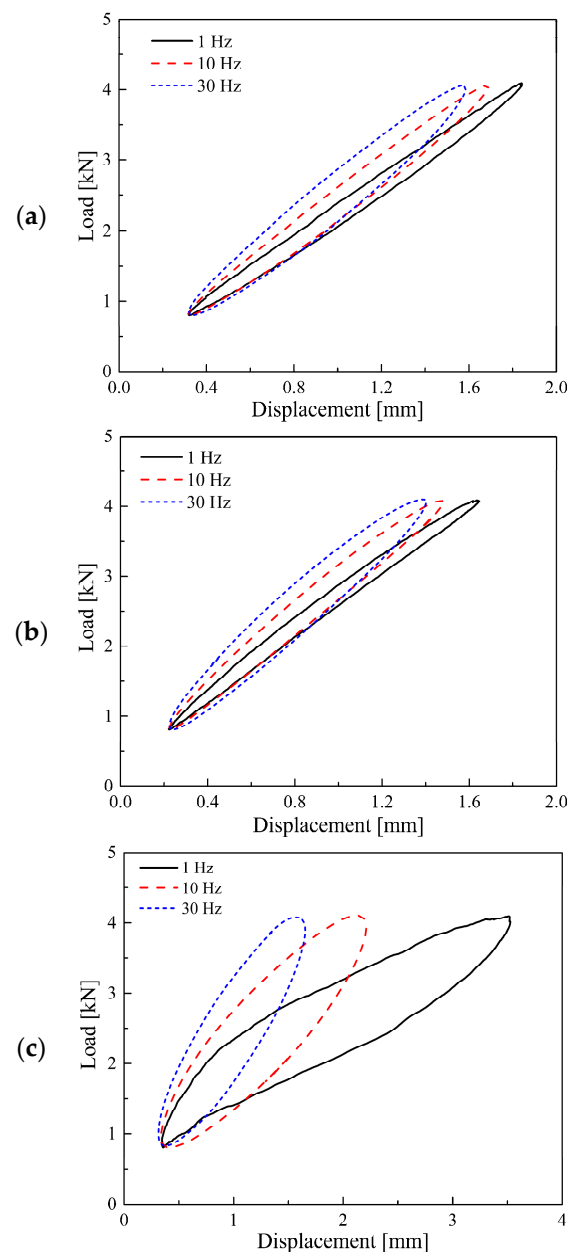 (a)
5
4
3
2
1
0
Load [kN]
1 Hz
10 Hz
30 Hz
0.0 0.4 0.8 1.2 1.6 2.0
Displacement [mm]
(b)
5
4
3
2
1
0
Load [kN]
1 Hz
10 Hz
30 Hz
0.0 0.4 0.8 1.2 1.6 2.0
Displacement [mm]
(c)
5
4
3
2
1
0
Load [kN]
1 Hz
10 Hz
30 Hz
0 1 2 3 4
Displacement [mm]